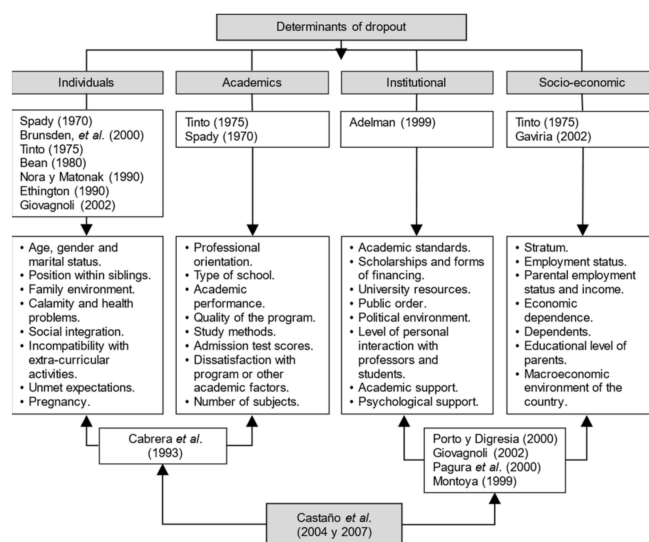 Determinants of dropout
Individuals
Academics
Institutional
Socio-economic
Spady (1970)
Brunsden, et al. (2000)
Tinto (1975)
Bean (1980)
Nora y Matonak (1990)
Ethington (1990)
Giovagnoli (2002)
Tinto (1975)
Spady (1970)
Adelman (1999)
Tinto (1975)
Gaviria (2002)
• Age, gender and
marital status.
• Position within siblings.
• Family environment.
• Calamity and health
problems.
• Social integration.
• Incompatibility with
extra-curricular
activities.
• Unmet expectations.
• Pregnancy.
• Professional
orientation.
• Type of school.
• Academic
performance.
• Quality of the program.
• Study methods.
• Admission test scores.
• Dissatisfaction with
program or other
academic factors.
• Number of subjects.
• Academic standards.
• Scholarships and forms
of financing.
• University resources.
• Public order.
• Political environment.
• Level of personal
interaction with
professors and
students.
• Academic support.
• Psychological support.
• Stratum.
• Employment status.
• Parental employment
status and income.
• Economic
dependence.
• Dependents.
• Educational level of
parents.
• Macroeconomic
environment of the
country.
Cabrera et al.
(1993)
Porto y Digresia (2000)
Giovagnoli (2002)
Pagura et al. (2000)
Montoya (1999)
Castaño et al.
(2004 y 2007)